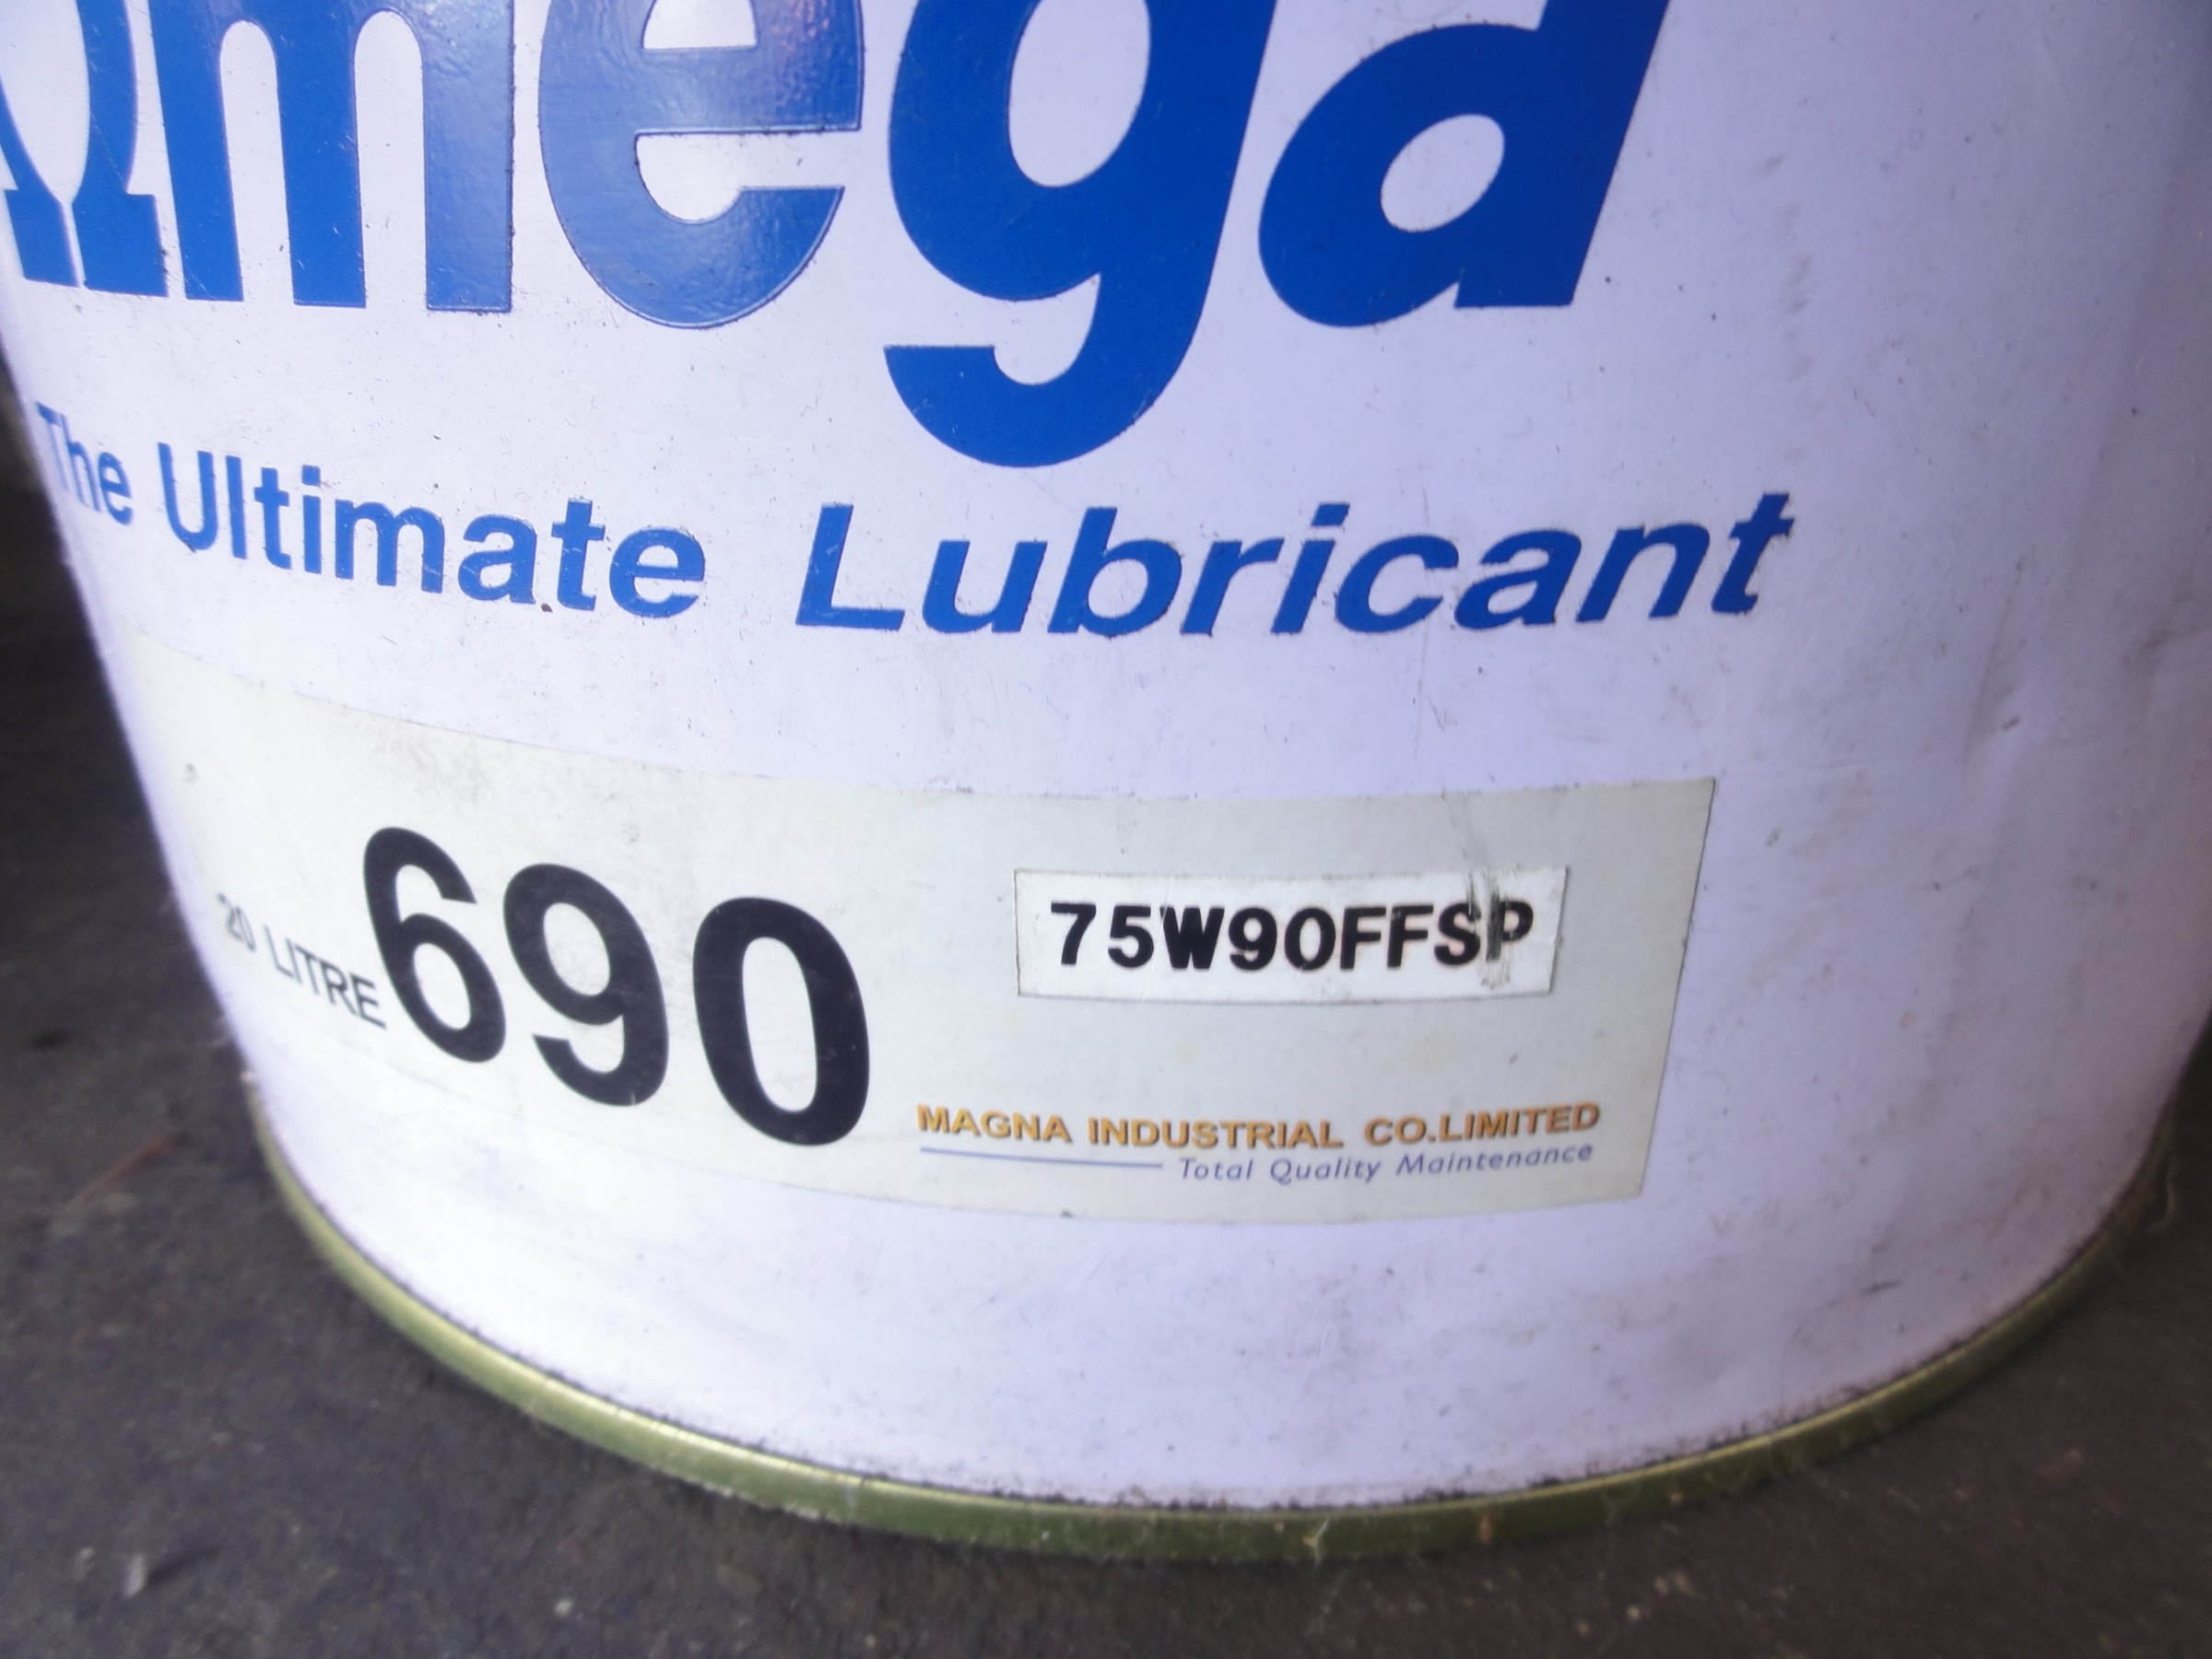 Ωmega
The Ultimate Lubricant
20 LITRE 690 75W90FFSP
MAGNA INDUSTRIAL CO.LIMITED
Total Quality Maintenance